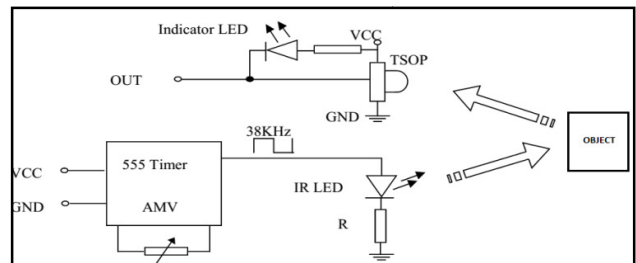 Indicator LED
VCC
TSOP
OUT
GND
38KHz
OBJECT
VCC
555 Timer
IR LED
GND
AMV
R